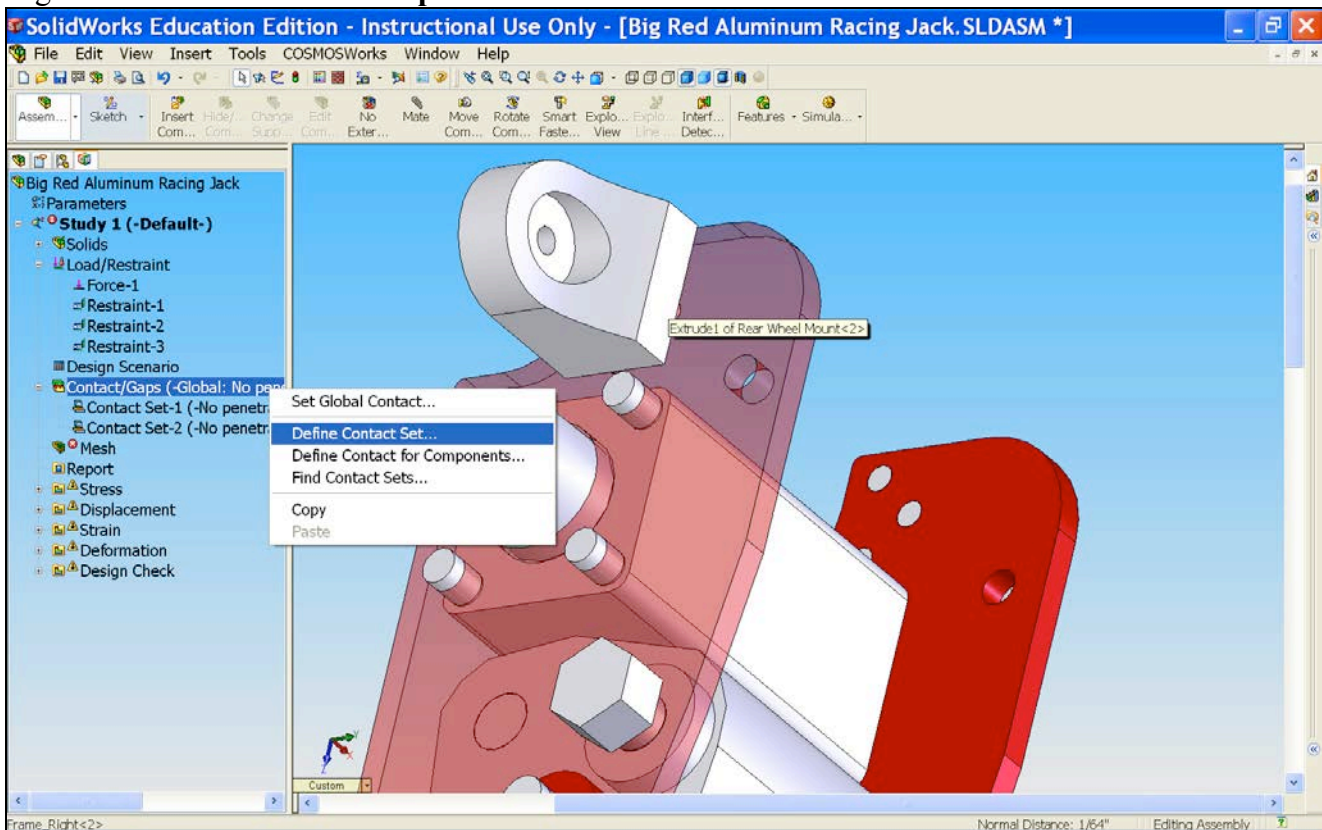 SolidWorks Education Edition - Instructional Use Only - [Big Red Aluminum Racing Jack.SLDASM *]
File Edit View Insert Tools COSMOSWorks Window Help
Assem... Sketch Insert Com... Hide/... Com... Change Supp... Edit Com... No Exter... Mate Move Com... Rotate Com... Smart Faste... Explo... View Explo... Line ... Interf... Detec... Features Simula...
Big Red Aluminum Racing Jack
Parameters
Study 1 (-Default-)
Solids
Load/Restraint
Force-1
Restraint-1
Restraint-2
Restraint-3
Design Scenario
Contact/Gaps (-Global: No pene
Contact Set-1 (-No penetr
Contact Set-2 (-No penetr
Mesh
Report
Stress
Displacement
Strain
Deformation
Design Check
Set Global Contact...
Define Contact Set...
Define Contact for Components...
Find Contact Sets...
Copy
Paste
Extrude1 of Rear Wheel Mount<2>
Custom
Frame_Right<2>
Normal Distance: 1/64" Editing Assembly